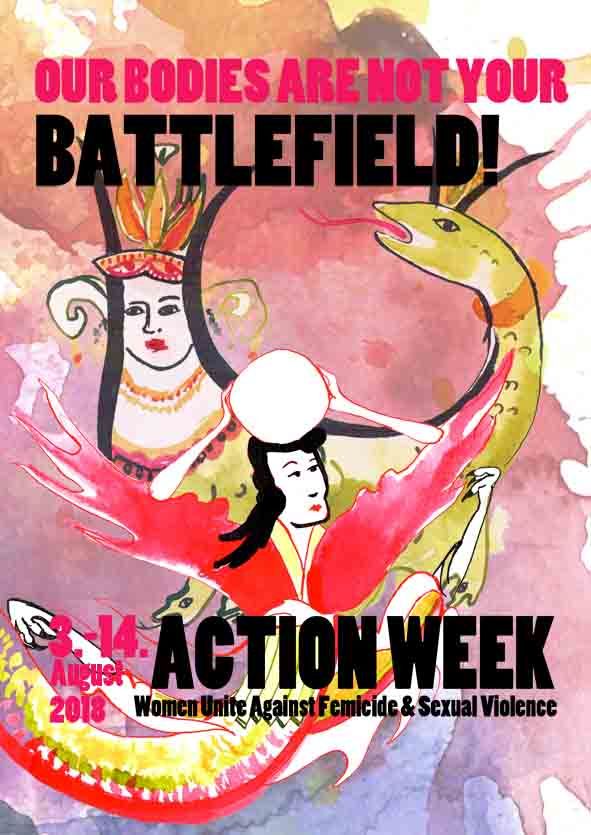 OUR BODIES ARE NOT YOUR
BATTLEFIELD!
3.-14.
August
2018
ACTION WEEK
Women Unite Against Femicide & Sexual Violence